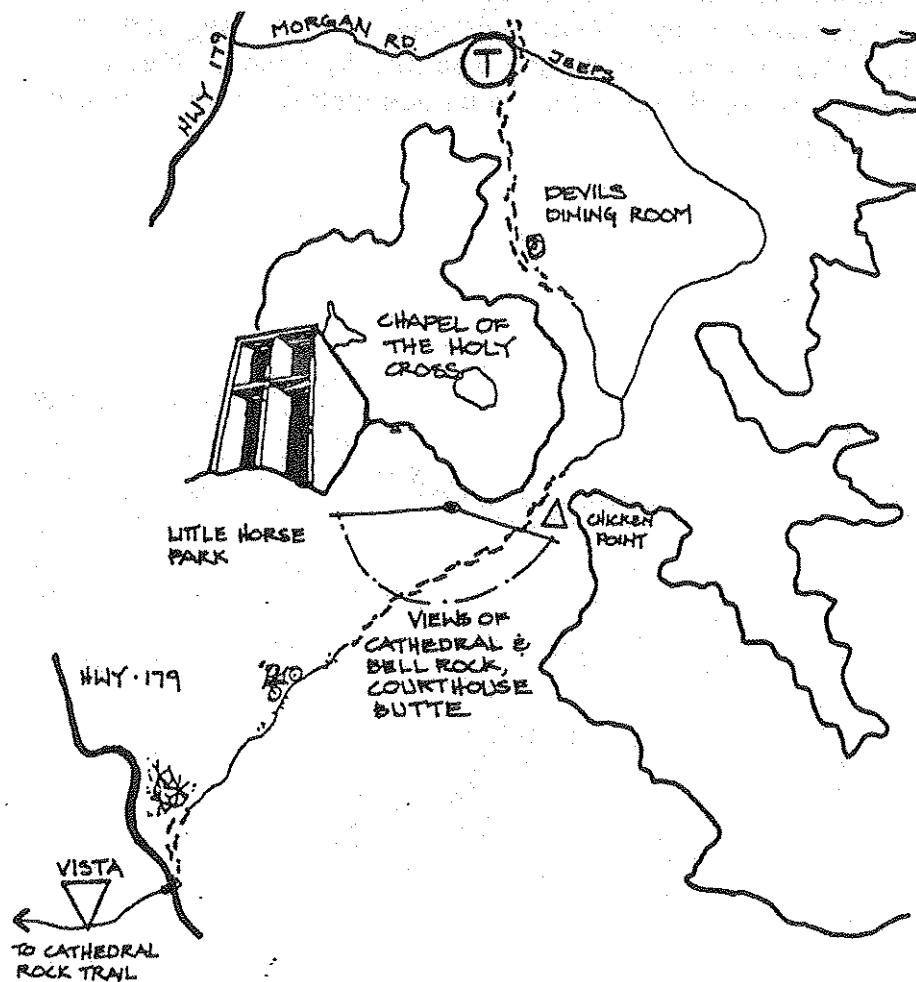 MORGAN RD.
HWY 179
T
JEEPS
DEVILS
DINING ROOM
CHAPEL OF
THE HOLY
CROSS
LITTLE HORSE
PARK
CHICKEN
POINT
VIEWS OF
CATHEDRAL &
BELL ROCK,
COURTHOUSE
BUTTE
HWY·179
VISTA
TO CATHEDRAL
ROCK TRAIL